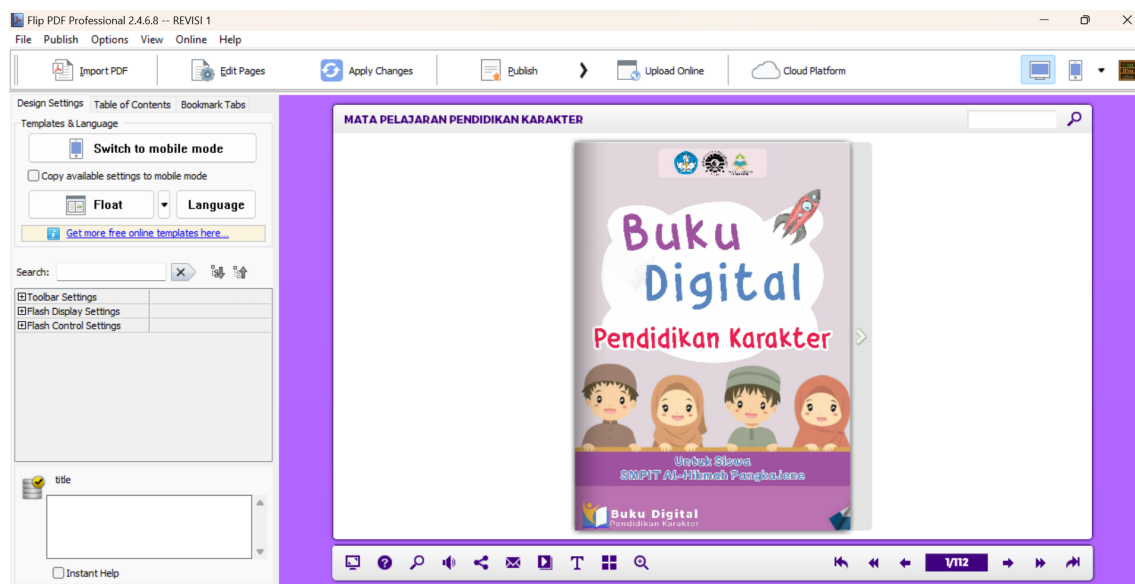 Flip PDF Professional 2.4.6.8 -- REVISI 1
File Publish Options View Online Help
Import PDF Edit Pages Apply Changes Publish Upload Online Cloud Platform
Design Settings Table of Contents Bookmark Tabs
Templates & Language
Switch to mobile mode
Copy available settings to mobile mode
Float Language
Get more free online templates here...
Search:
Toolbar Settings
Flash Display Settings
Flash Control Settings
title
Instant Help
MATA PELAJARAN PENDIDIKAN KARAKTER
Buku
Digital
Pendidikan Karakter
Untuk Siswa
SMPIT Al-Hikmah Pangkajene
Buku Digital
Pendidikan Karakter
1/112